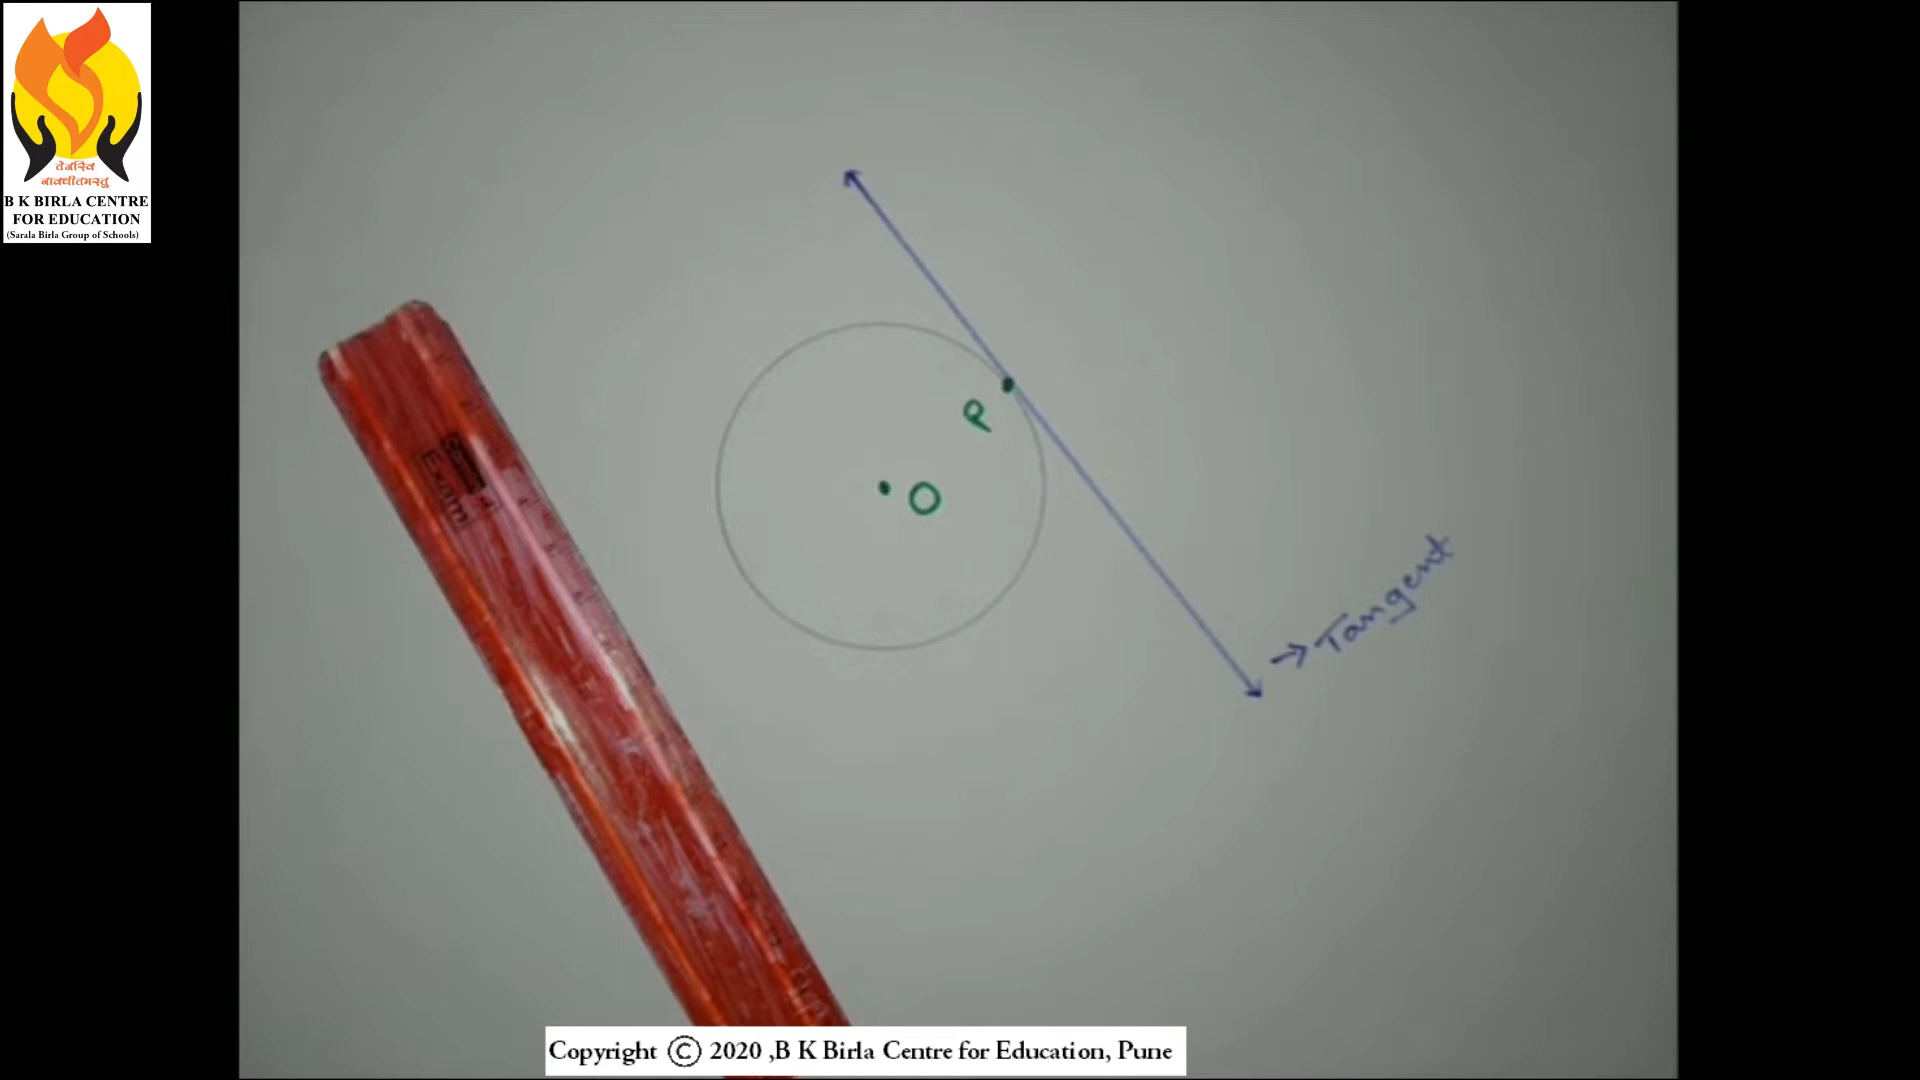 तेजस्वि
नावधीतमस्तु
B K BIRLA CENTRE
FOR EDUCATION
(Sarala Birla Group of Schools)
P
O
→ Tangent
Exam
Copyright © 2020 ,B K Birla Centre for Education, Pune